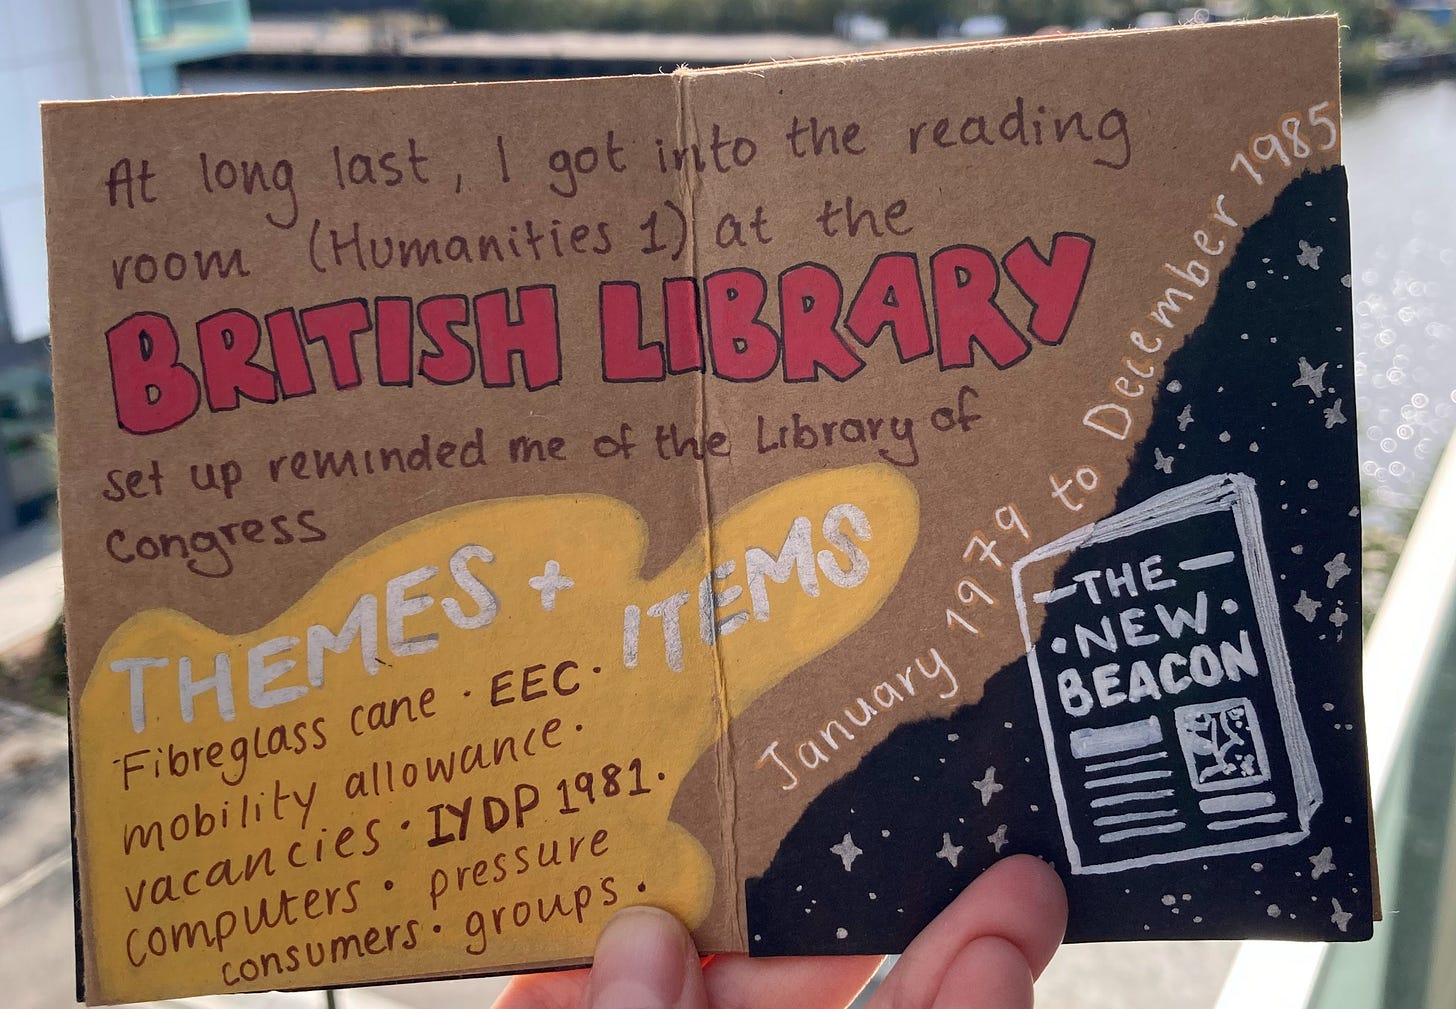 At long last, I got into the reading
room (Humanities 1) at the
BRITISH LIBRARY
set up reminded me of the Library of
Congress
THEMES + ITEMS
Fibreglass cane · EEC ·
mobility allowance ·
vacancies · IYDP 1981 ·
computers · pressure
consumers · groups ·
January 1979 to December 1985
THE
NEW
BEACON